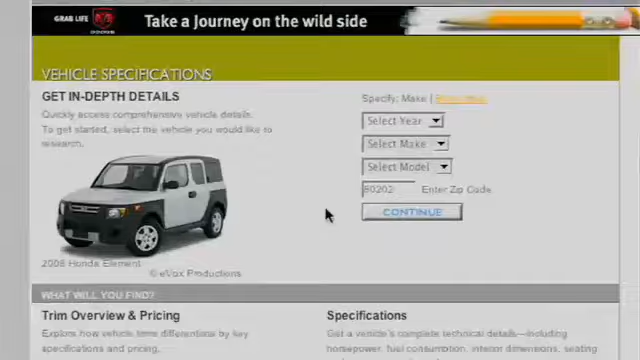 GRAB LIFE
Take a Journey on the wild side
VEHICLE SPECIFICATIONS
GET IN-DEPTH DETAILS
Quickly access comprehensive vehicle details.
To get started, select the vehicle you would like to
research.
Specify: Make |
Select Year
Select Make
Select Model
80202 Enter Zip Code
CONTINUE
2008 Honda Element
© eVox Productions
WHAT WILL YOU FIND?
Trim Overview & Pricing
Explore how vehicle trims differentiate by key
specifications and pricing.
Specifications
Get a vehicle's complete technical details—including
horsepower, fuel consumption, interior dimensions, seating